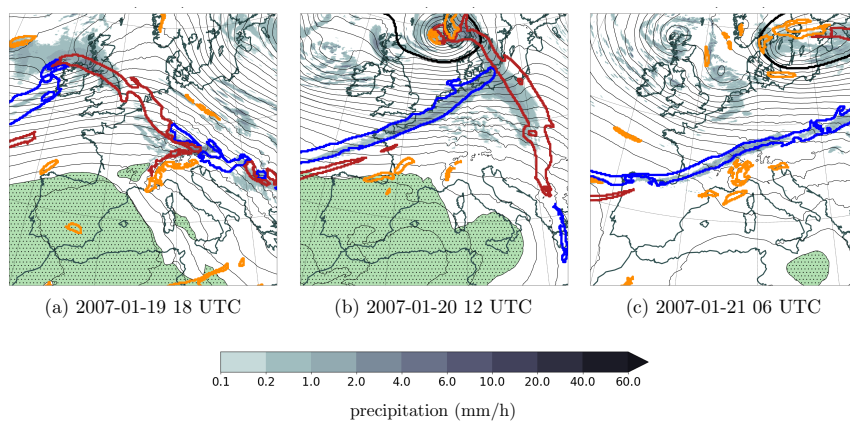 (a) 2007-01-19 18 UTC
(b) 2007-01-20 12 UTC
(c) 2007-01-21 06 UTC
0.1 0.2 1.0 2.0 4.0 6.0 10.0 20.0 40.0 60.0
precipitation (mm/h)